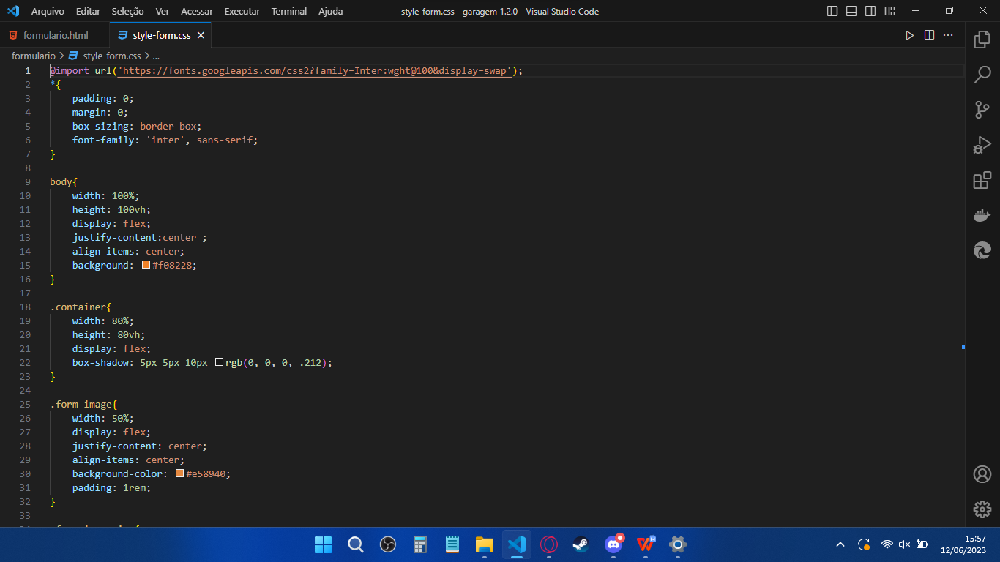 Arquivo Editar Seleção Ver Acessar Executar Terminal Ajuda style-form.css - garagem 1.2.0 - Visual Studio Code
formulario.html style-form.css
formulario > style-form.css > ...
1 @import url('https://fonts.googleapis.com/css2?family=Inter:wght@100&display=swap');
2 *{
3 padding: 0;
4 margin: 0;
5 box-sizing: border-box;
6 font-family: 'inter', sans-serif;
7 }
8
9 body{
10 width: 100%;
11 height: 100vh;
12 display: flex;
13 justify-content:center ;
14 align-items: center;
15 background: #f08228;
16 }
17
18 .container{
19 width: 80%;
20 height: 80vh;
21 display: flex;
22 box-shadow: 5px 5px 10px rgb(0, 0, 0, .212);
23 }
24
25 .form-image{
26 width: 50%;
27 display: flex;
28 justify-content: center;
29 align-items: center;
30 background-color: #e58940;
31 padding: 1rem;
32 }
33
15:57
12/06/2023